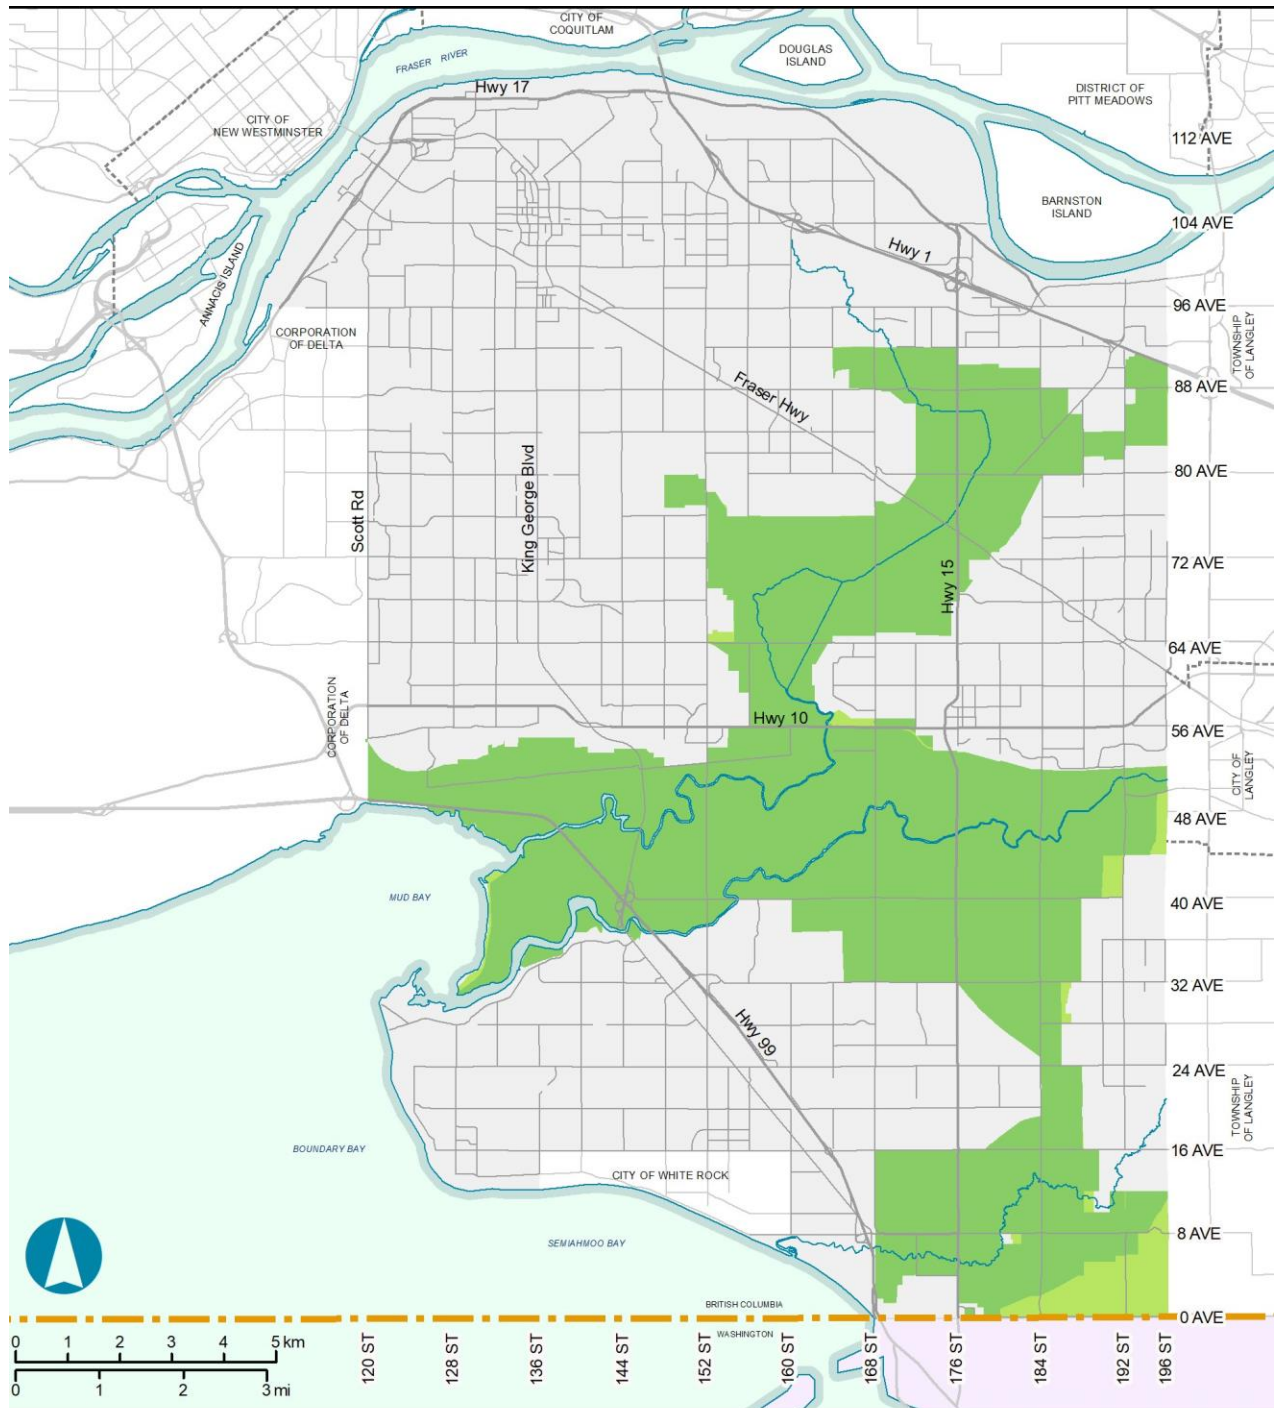 CITY OF
COQUITLAM
DOUGLAS
ISLAND
FRASER RIVER
Hwy 17
DISTRICT OF
PITT MEADOWS
CITY OF
NEW WESTMINSTER
112 AVE
BARNSTON
ISLAND
104 AVE
Hwy 1
ANNACIS ISLAND
96 AVE
CORPORATION
OF DELTA
TOWNSHIP
OF LANGLEY
88 AVE
Fraser Hwy
80 AVE
Scott Rd
King George Blvd
72 AVE
Hwy 15
64 AVE
CORPORATION
OF DELTA
Hwy 10
56 AVE
CITY OF
LANGLEY
48 AVE
MUD BAY
40 AVE
32 AVE
Hwy 99
24 AVE
TOWNSHIP
OF LANGLEY
BOUNDARY BAY
16 AVE
CITY OF WHITE ROCK
SEMIAHMOO BAY
8 AVE
BRITISH COLUMBIA
0 AVE
WASHINGTON
0 1 2 3 4 5 km
0 1 2 3 mi
120 ST
128 ST
136 ST
144 ST
152 ST
160 ST
168 ST
176 ST
184 ST
192 ST
196 ST